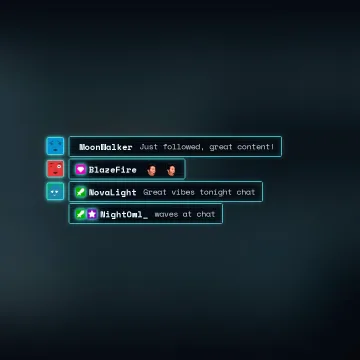 MoonWalker Just followed, great content!
BlazeFire
NovaLight Great vibes tonight chat
NightOwl_ waves at chat